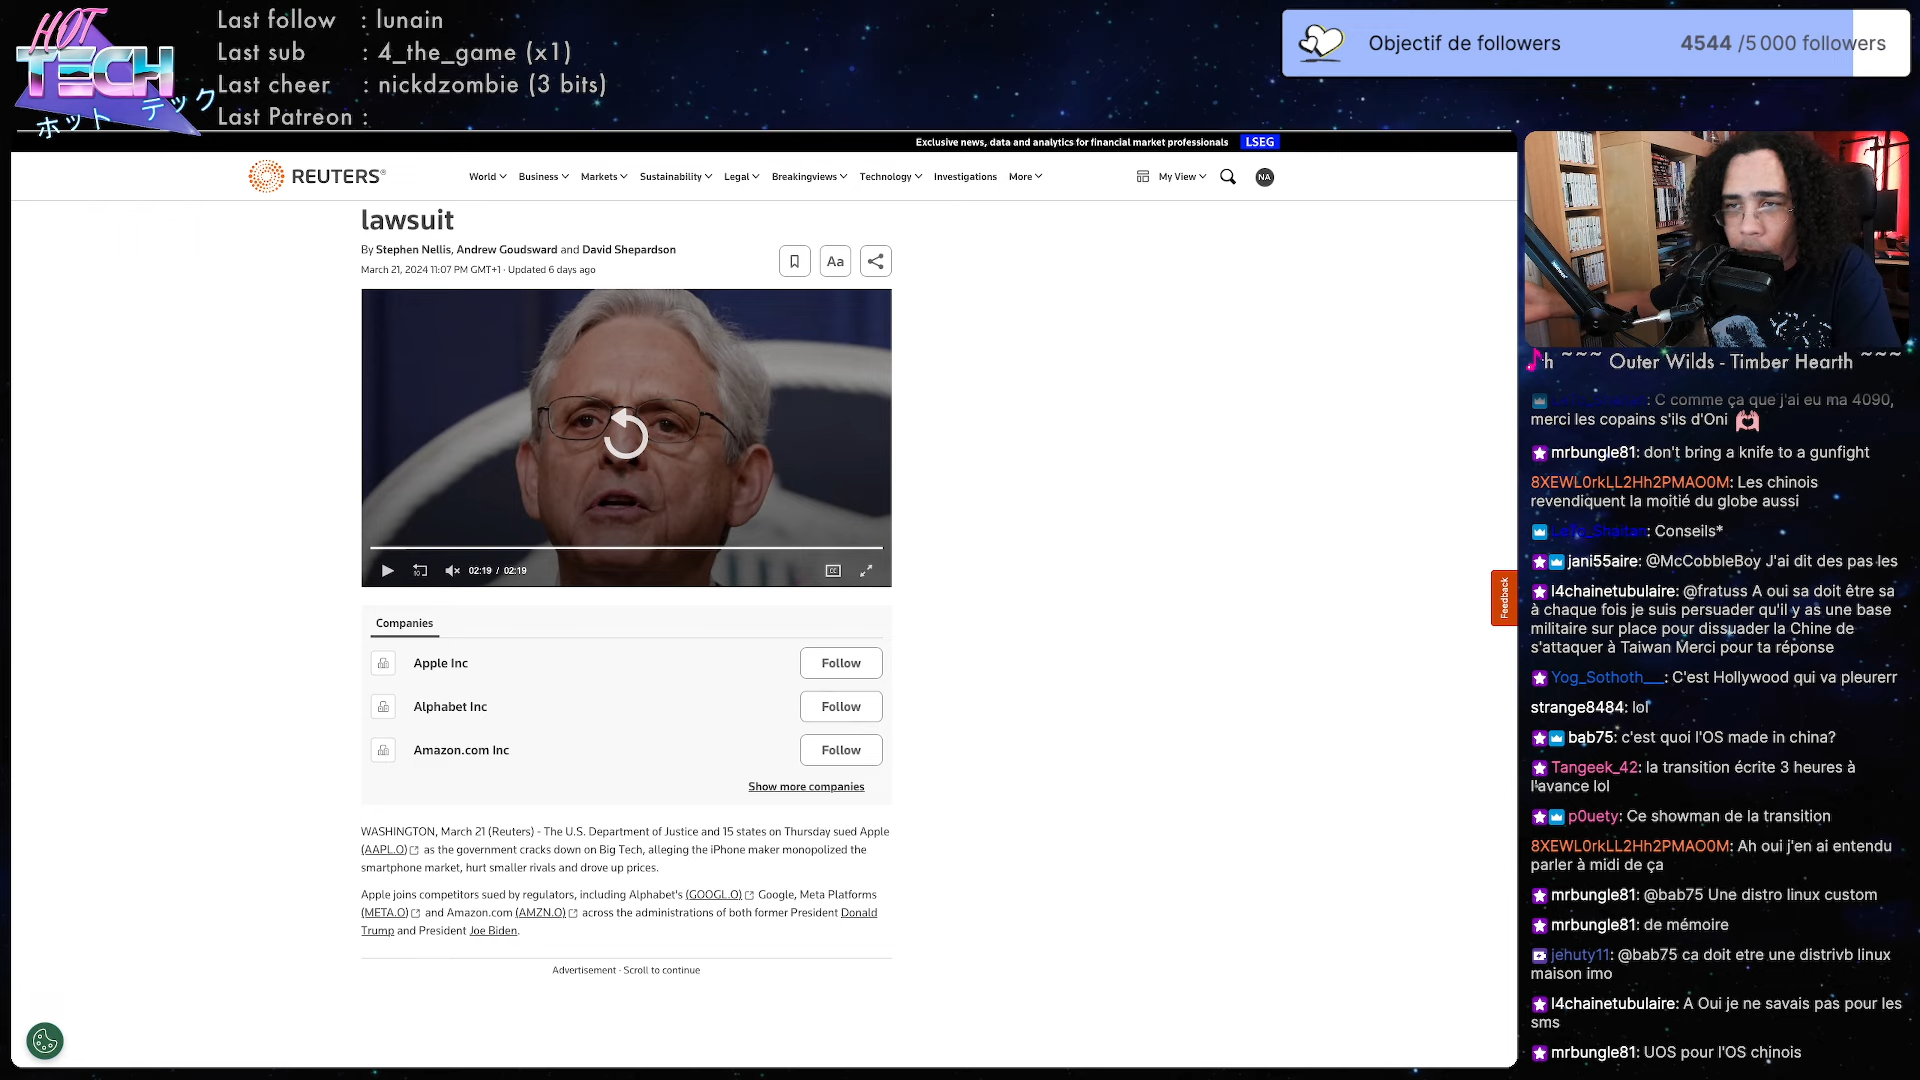 HOT
TECH
ホット テック
Last follow : lunain
Last sub : 4_the_game (x1)
Last cheer : nickdzombie (3 bits)
Last Patreon :
Objectif de followers 4544 /5 000 followers
Exclusive news, data and analytics for financial market professionals LSEG
REUTERS®
World Business Markets Sustainability Legal Breakingviews Technology Investigations More My View NA
lawsuit
By Stephen Nellis, Andrew Goudsward and David Shepardson
March 21, 2024 11:07 PM GMT+1 · Updated 6 days ago
Aa
10
02:19 / 02:19
CC
Companies
Apple Inc Follow
Alphabet Inc Follow
Amazon.com Inc Follow
Show more companies
WASHINGTON, March 21 (Reuters) - The U.S. Department of Justice and 15 states on Thursday sued Apple
(AAPL.O) as the government cracks down on Big Tech, alleging the iPhone maker monopolized the
smartphone market, hurt smaller rivals and drove up prices.
Apple joins competitors sued by regulators, including Alphabet's (GOOGL.O) Google, Meta Platforms
(META.O) and Amazon.com (AMZN.O) across the administrations of both former President Donald
Trump and President Joe Biden.
Advertisement · Scroll to continue
Feedback
h ~~~ Outer Wilds - Timber Hearth ~~~
: C comme ça que j'ai eu ma 4090,
merci les copains s'ils d'Oni
mrbungle81: don't bring a knife to a gunfight
8XEWL0rkLL2Hh2PMAO0M: Les chinois
revendiquent la moitié du globe aussi
: Conseils*
jani55aire: @McCobbleBoy J'ai dit des pas les
l4chainetubulaire: @fratuss A oui sa doit être sa
à chaque fois je suis persuader qu'il y as une base
militaire sur place pour dissuader la Chine de
s'attaquer à Taiwan Merci pour ta réponse
Yog_Sothoth___: C'est Hollywood qui va pleurerr
strange8484: lol
bab75: c'est quoi l'OS made in china?
Tangeek_42: la transition écrite 3 heures à
l'avance lol
p0uety: Ce showman de la transition
8XEWL0rkLL2Hh2PMAO0M: Ah oui j'en ai entendu
parler à midi de ça
mrbungle81: @bab75 Une distro linux custom
mrbungle81: de mémoire
jehuty11: @bab75 ca doit etre une distrivb linux
maison imo
l4chainetubulaire: A Oui je ne savais pas pour les
sms
mrbungle81: UOS pour l'OS chinois